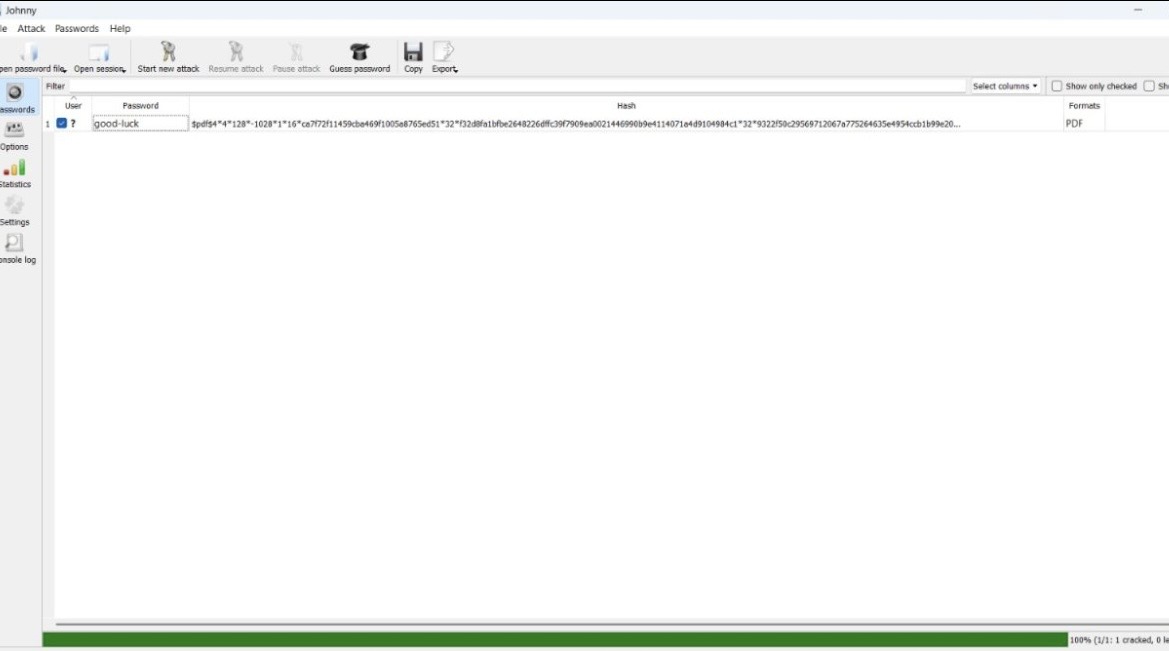 Johnny
le Attack Passwords Help
pen password file Open session Start new attack Resume attack Pause attack Guess password Copy Export
Filter Select columns Show only checked Sh
asswords
User Password Hash Formats
1 ? good-luck $pdf$4*4*128*-1028*1*16*ca7f72f11459cba469f1005a8765ed51*32*f32d8fa1bfbe2648226dffc39f7909ea0021446990b9e4114071a4d9104984c1*32*9322f50c29569712067a775264635e4954ccb1b99e20... PDF
Options
Statistics
Settings
onsole log
100% (1/1: 1 cracked, 0 le